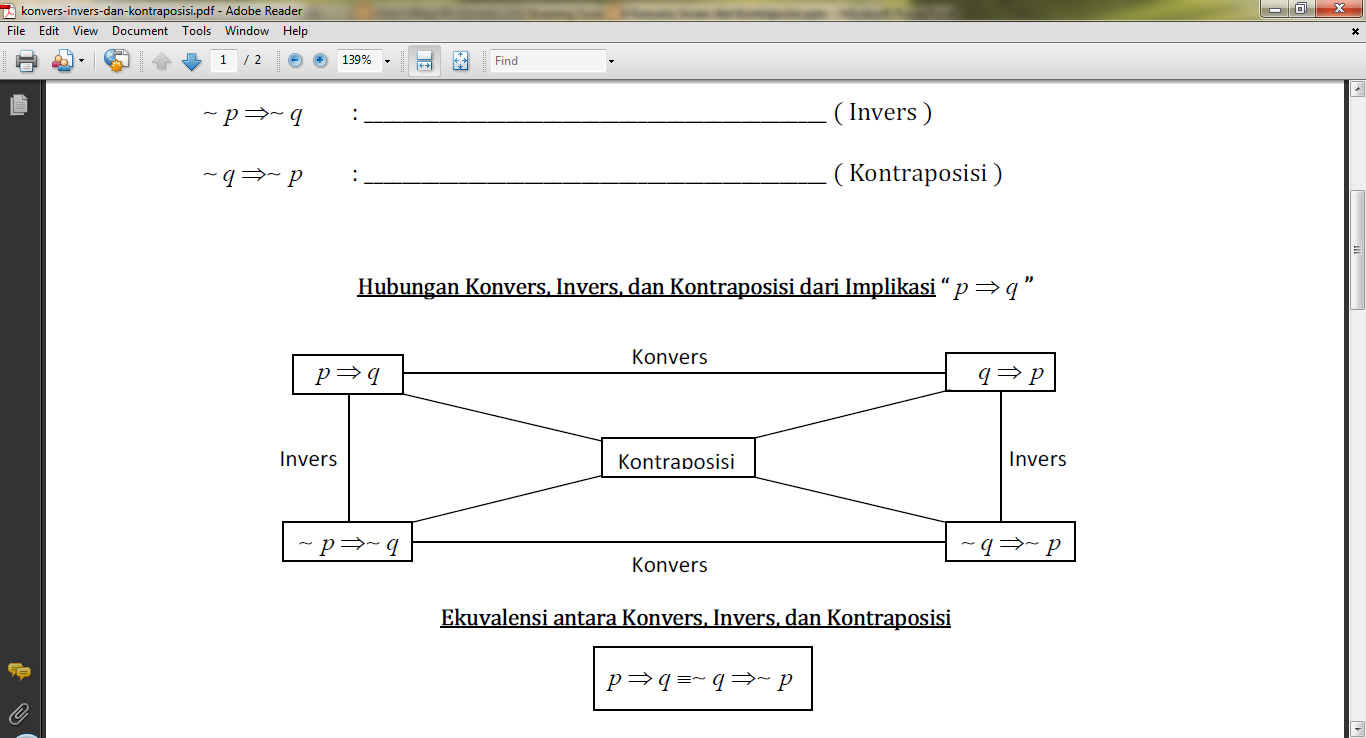 konvers-invers-dan-kontraposisi.pdf - Adobe Reader
File Edit View Document Tools Window Help
1 / 2 139% Find
~ p ⇒~ q : ______________________________________________ ( Invers )
~ q ⇒~ p : ______________________________________________ ( Kontraposisi )
Hubungan Konvers, Invers, dan Kontraposisi dari Implikasi “ p ⇒ q ”
Konvers
p ⇒ q q ⇒ p
Invers Kontraposisi Invers
~ p ⇒~ q ~ q ⇒~ p
Konvers
Ekuvalensi antara Konvers, Invers, dan Kontraposisi
p ⇒ q ≡~ q ⇒~ p